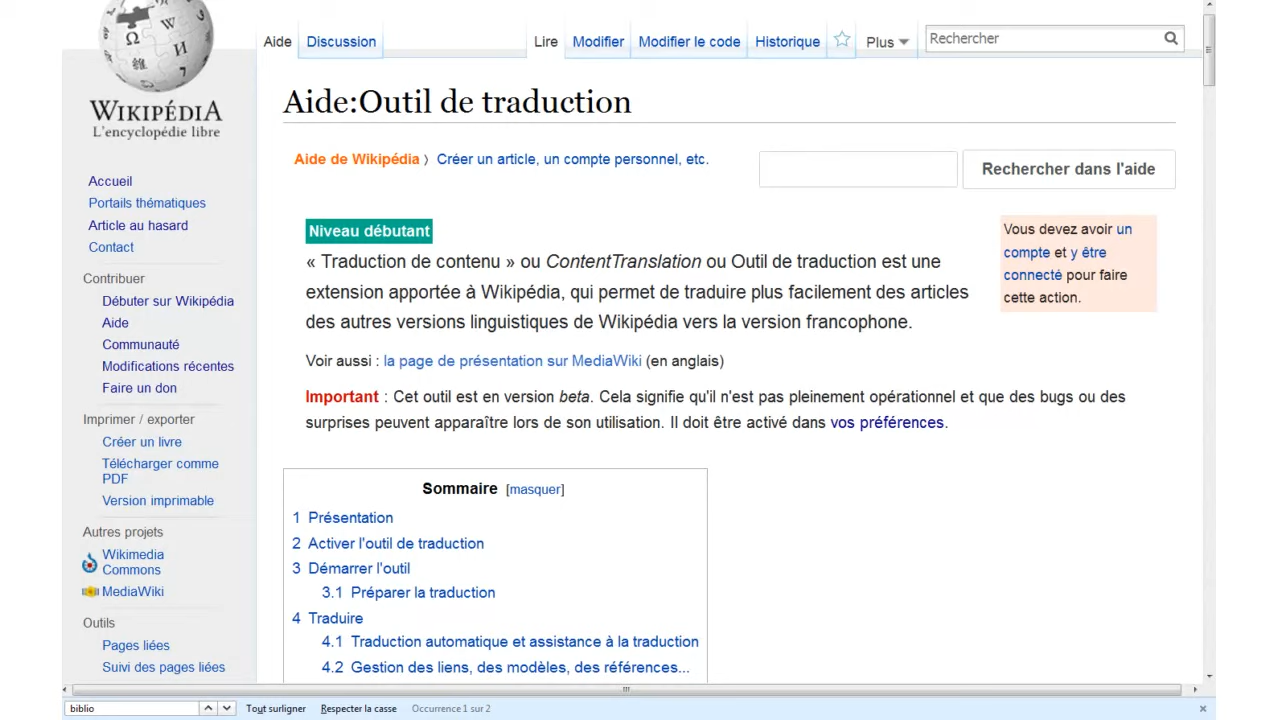 Aide
Discussion
Lire
Modifier
Modifier le code
Historique
Plus
Rechercher
WIKIPÉDIA
L'encyclopédie libre
Accueil
Portails thématiques
Article au hasard
Contact
Contribuer
Débuter sur Wikipédia
Aide
Communauté
Modifications récentes
Faire un don
Imprimer / exporter
Créer un livre
Télécharger comme
PDF
Version imprimable
Autres projets
Wikimedia
Commons
MediaWiki
Outils
Pages liées
Suivi des pages liées
Aide:Outil de traduction
Aide de Wikipédia ⟩ Créer un article, un compte personnel, etc.
Rechercher dans l'aide
Niveau débutant
« Traduction de contenu » ou ContentTranslation ou Outil de traduction est une
extension apportée à Wikipédia, qui permet de traduire plus facilement des articles
des autres versions linguistiques de Wikipédia vers la version francophone.
Vous devez avoir un
compte et y être
connecté pour faire
cette action.
Voir aussi : la page de présentation sur MediaWiki (en anglais)
Important : Cet outil est en version beta. Cela signifie qu'il n'est pas pleinement opérationnel et que des bugs ou des
surprises peuvent apparaître lors de son utilisation. Il doit être activé dans vos préférences.
Sommaire [masquer]
1 Présentation
2 Activer l'outil de traduction
3 Démarrer l'outil
3.1 Préparer la traduction
4 Traduire
4.1 Traduction automatique et assistance à la traduction
4.2 Gestion des liens, des modèles, des références...
biblio
Tout surligner
Respecter la casse
Occurrence 1 sur 2